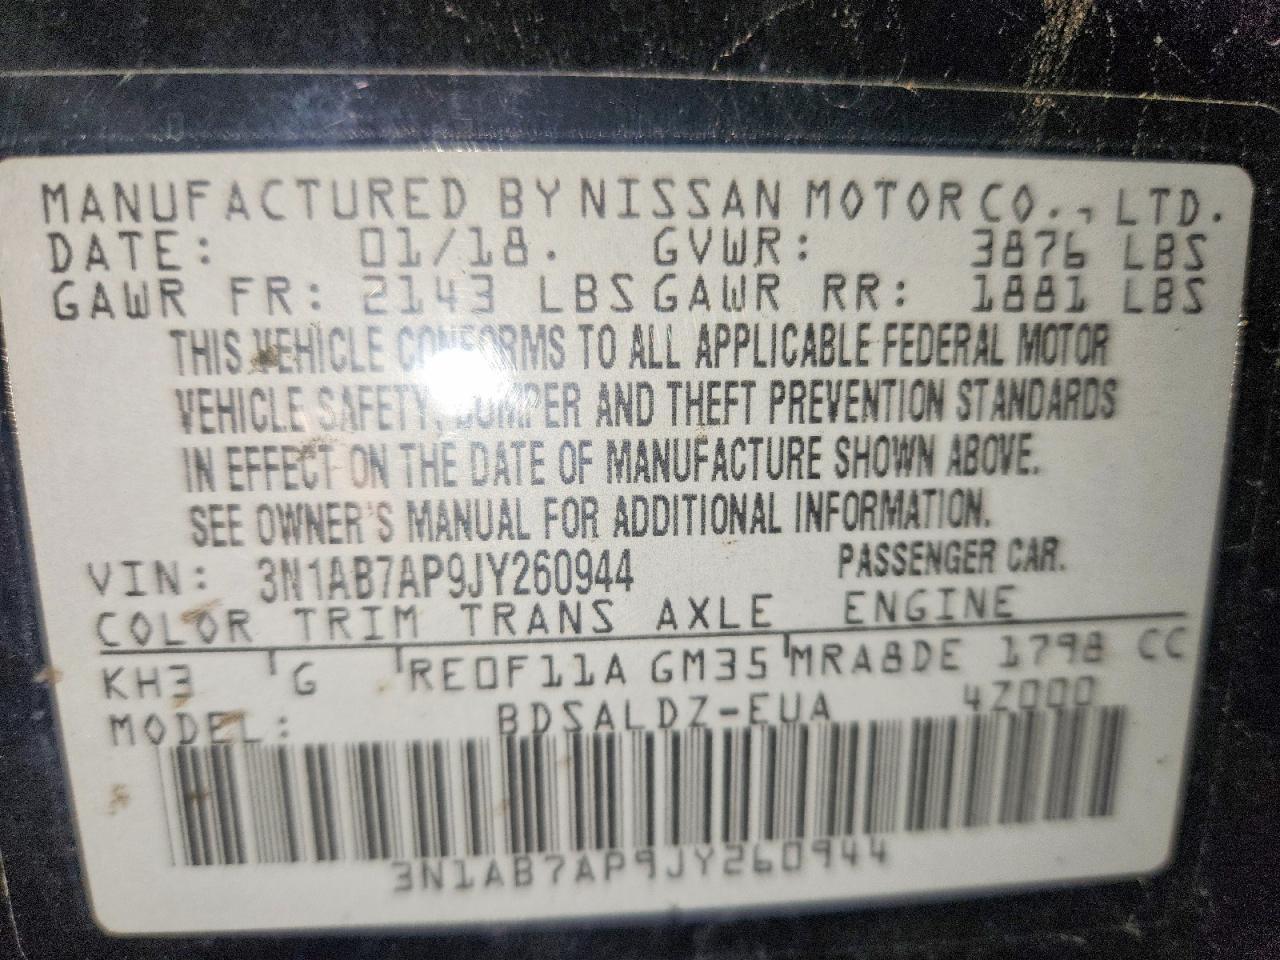 MANUFACTURED BY NISSAN MOTOR CO., LTD.
DATE: 01/18. GVWR: 3876 LBS
GAWR FR: 2143 LBS GAWR RR: 1881 LBS
THIS VEHICLE CONFORMS TO ALL APPLICABLE FEDERAL MOTOR
VEHICLE SAFETY, BUMPER AND THEFT PREVENTION STANDARDS
IN EFFECT ON THE DATE OF MANUFACTURE SHOWN ABOVE.
SEE OWNER'S MANUAL FOR ADDITIONAL INFORMATION.
VIN: 3N1AB7AP9JY260944 PASSENGER CAR.
COLOR TRIM TRANS AXLE ENGINE
KH3 G RE0F11A GM35 MRA8DE 1798 CC
MODEL: BDSALDZ-EUA 4Z000
3N1AB7AP9JY260944